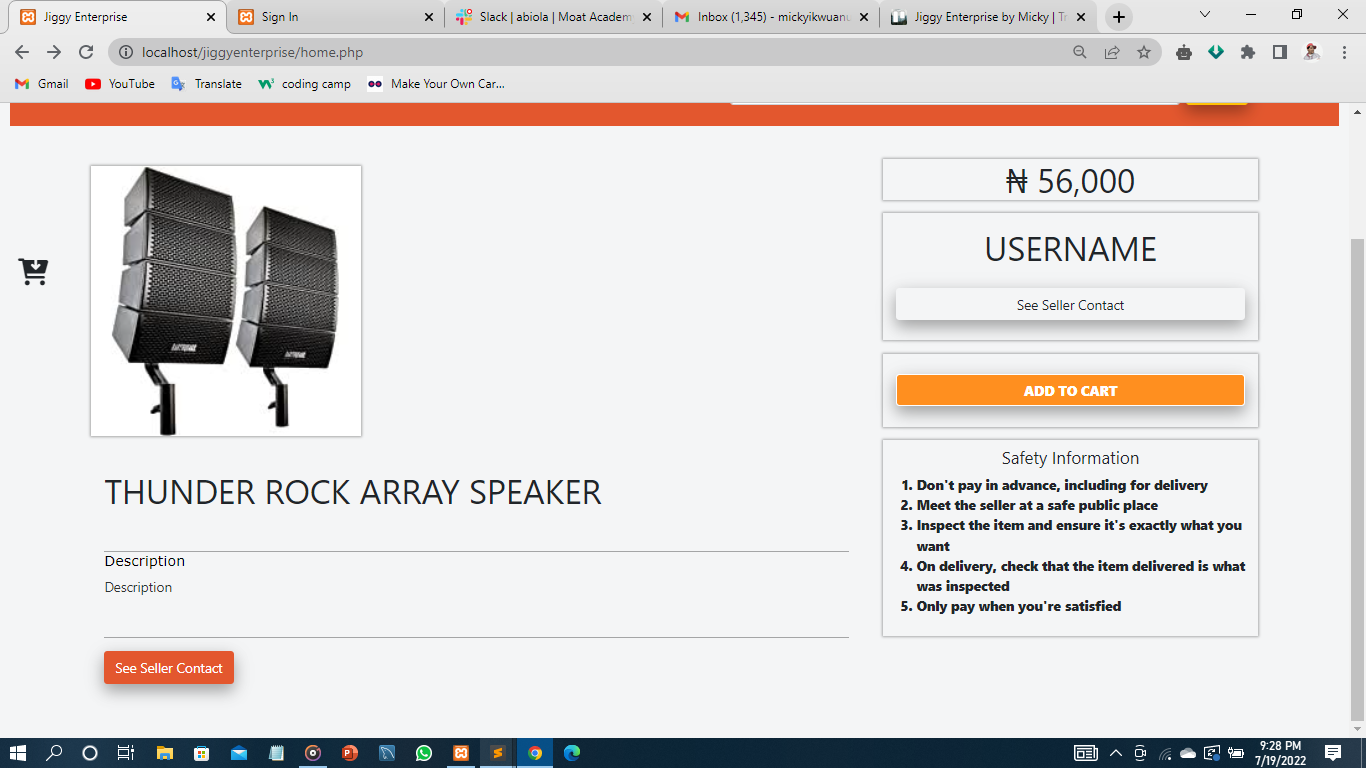 Jiggy Enterprise
Sign In
Slack | abiola | Moat Academ
Inbox (1,345) - mickyikwuanu
Jiggy Enterprise by Micky | Tr
localhost/jiggyenterprise/home.php
Gmail
YouTube
Translate
coding camp
Make Your Own Car...
₦ 56,000
USERNAME
See Seller Contact
ADD TO CART
Safety Information
1. Don't pay in advance, including for delivery
2. Meet the seller at a safe public place
3. Inspect the item and ensure it's exactly what you
want
4. On delivery, check that the item delivered is what
was inspected
5. Only pay when you're satisfied
THUNDER ROCK ARRAY SPEAKER
Description
Description
See Seller Contact
9:28 PM
7/19/2022